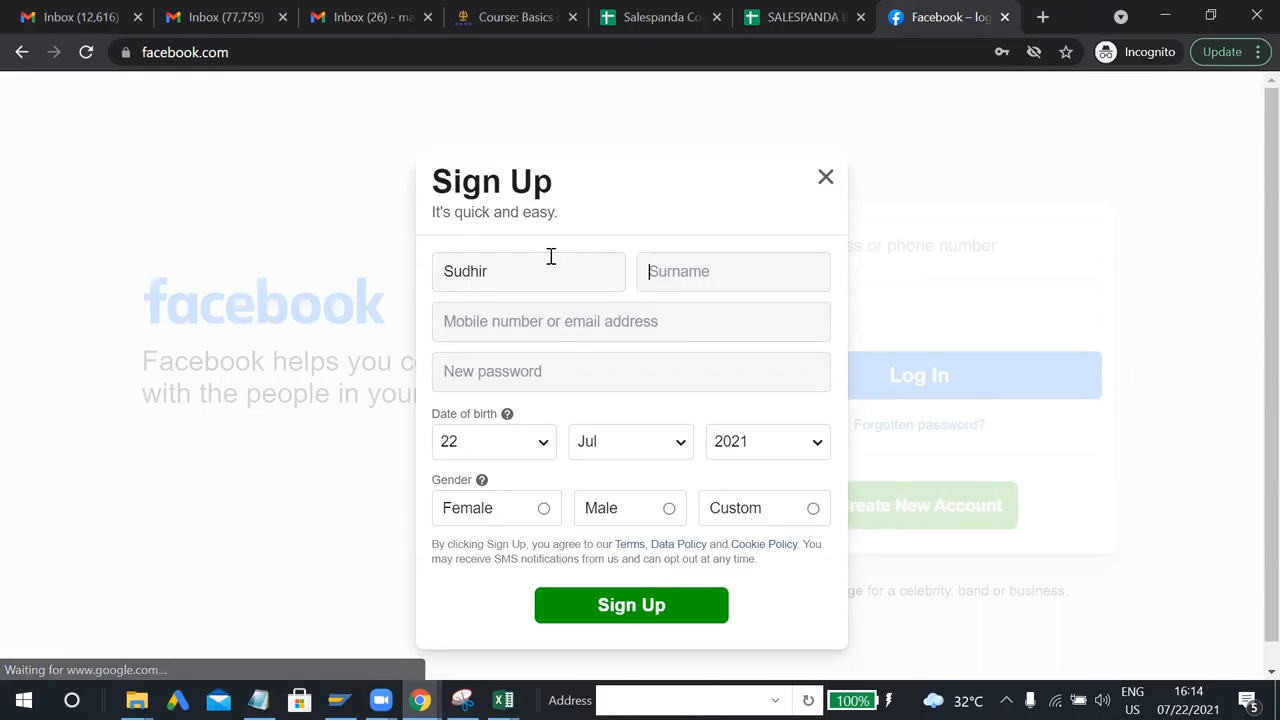 Inbox (12,616)
Inbox (77,759)
Inbox (26) - ma
Course: Basics
Salespanda Co
SALESPANDA I
Facebook – log
facebook.com
Incognito
Update
Sign Up
It's quick and easy.
Sudhir
Surname
ss or phone number
Mobile number or email address
facebook
Facebook helps you c
with the people in your
New password
Log In
Date of birth
Forgotten password?
22
Jul
2021
Gender
Female
Male
Custom
reate New Account
By clicking Sign Up, you agree to our Terms, Data Policy and Cookie Policy. You
may receive SMS notifications from us and can opt out at any time.
ge for a celebrity, band or business.
Sign Up
Waiting for www.google.com...
Address
100%
32°C
ENG
US
16:14
07/22/2021
5